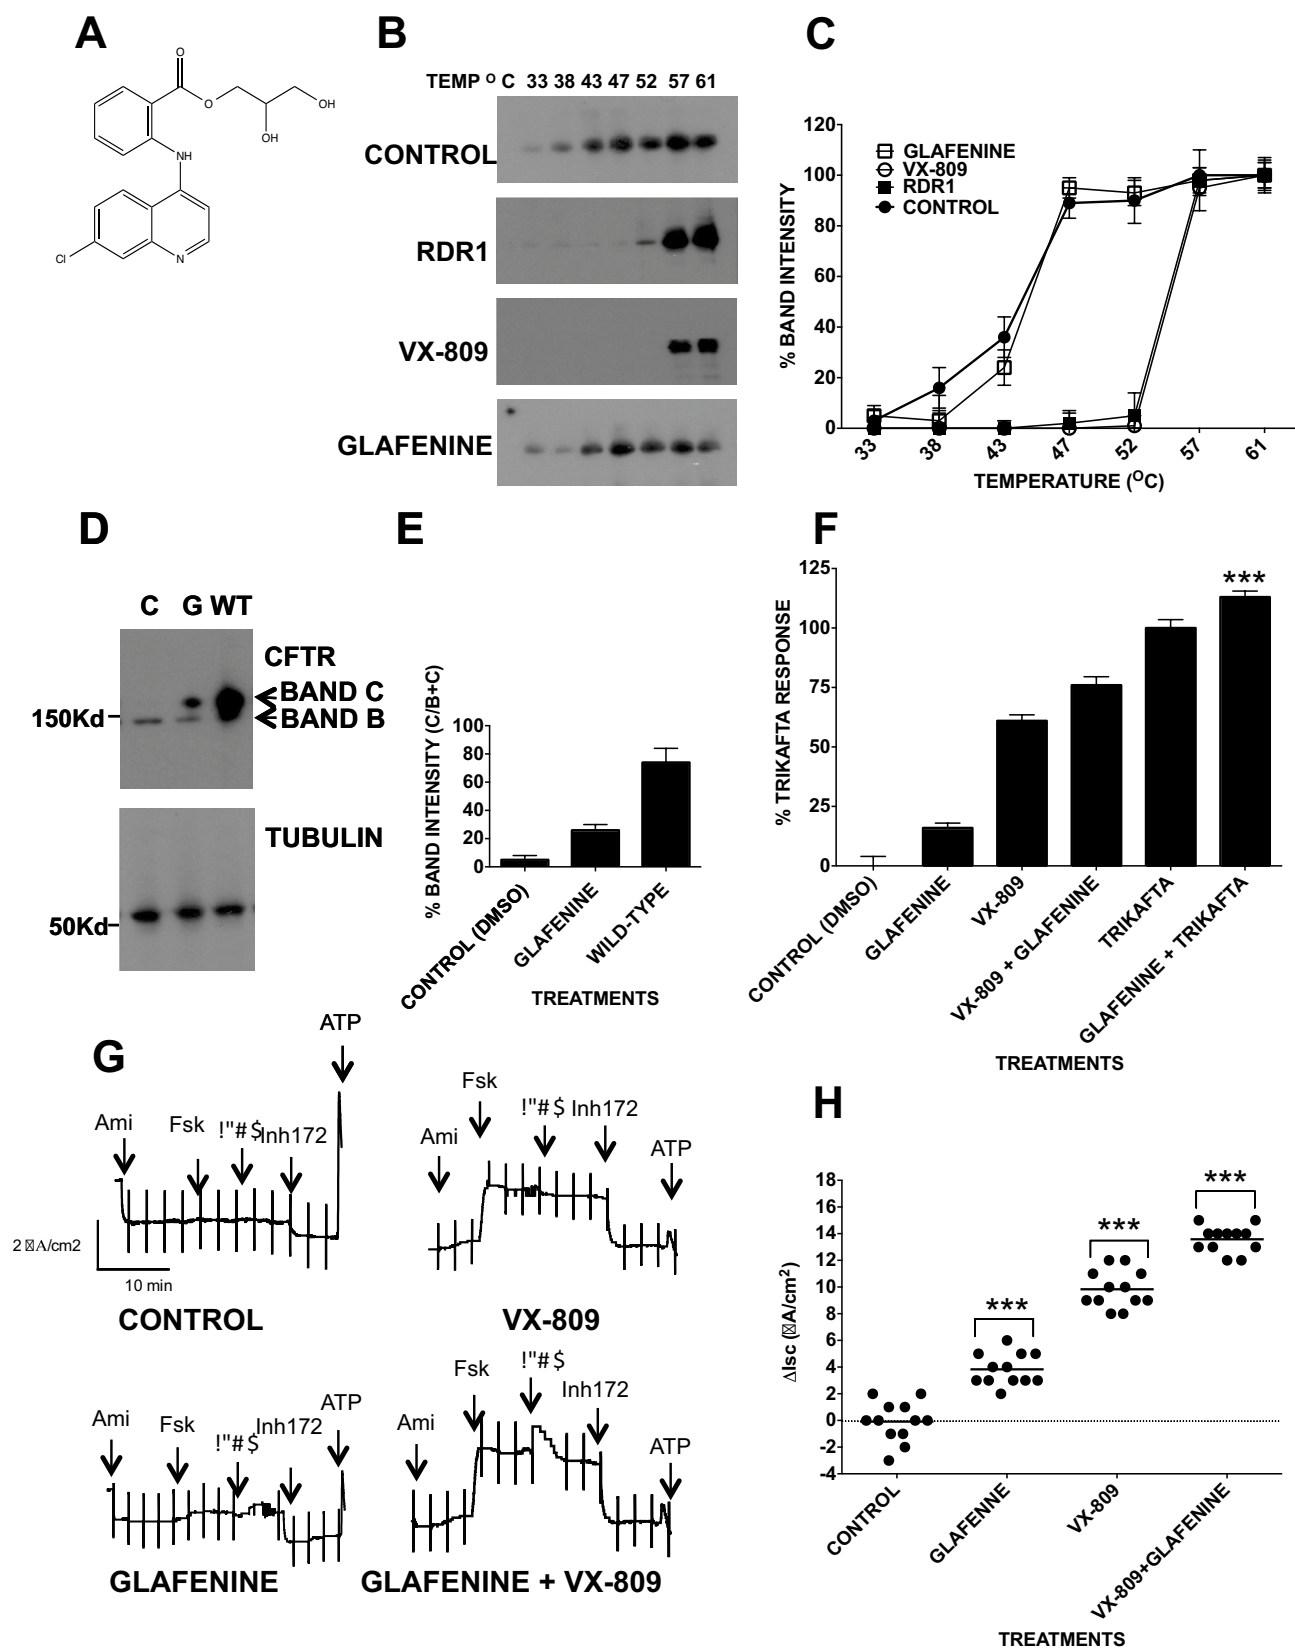 A
O
O
OH
OH
NH
Cl
N
B
TEMP O C 33 38 43 47 52 57 61
CONTROL
RDR1
VX-809
GLAFENINE
C
120
100
80
60
40
20
0
% BAND INTENSITY
GLAFENINE
VX-809
RDR1
CONTROL
33 38 43 47 52 57 61
TEMPERATURE (OC)
D
C G WT
CFTR
BAND C
BAND B
150Kd
TUBULIN
50Kd
E
100
80
60
40
20
0
% BAND INTENSITY (C/B+C)
CONTROL (DMSO)
GLAFENINE
WILD-TYPE
TREATMENTS
F
125
100
75
50
25
0
% TRIKAFTA RESPONSE
***
CONTROL (DMSO)
GLAFENINE
VX-809
VX-809 + GLAFENINE
TRIKAFTA
GLAFENINE + TRIKAFTA
TREATMENTS
G
ATP
Ami
Fsk
!"#$
Inh172
2 A/cm2
10 min
CONTROL
Fsk
!"#$ Inh172
Ami
ATP
VX-809
Ami
Fsk
!"#$
Inh172
ATP
GLAFENINE
Ami
Fsk
!"#$
Inh172
ATP
GLAFENINE + VX-809
H
18
16
14
12
10
8
6
4
2
0
-2
-4
ΔIsc (A/cm2)
***
***
***
CONTROL
GLAFENNE
VX-809
VX-809+GLAFENINE
TREATMENTS